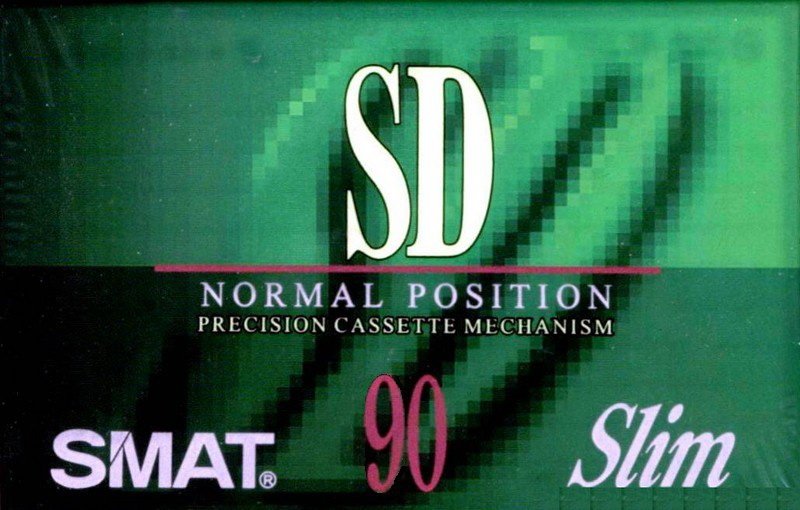 SD
NORMAL POSITION
PRECISION CASSETTE MECHANISM
90
SMAT®
Slim